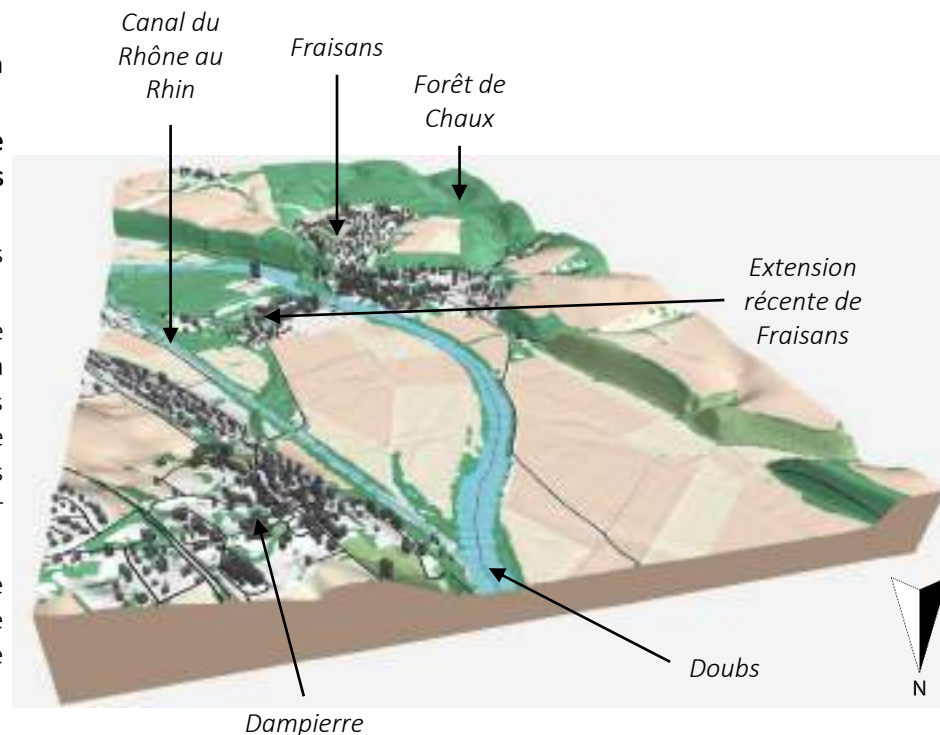 Canal du
Rhône au
Rhin
Fraisans
Forêt de
Chaux
Extension
récente de
Fraisans
Doubs
N
Dampierre